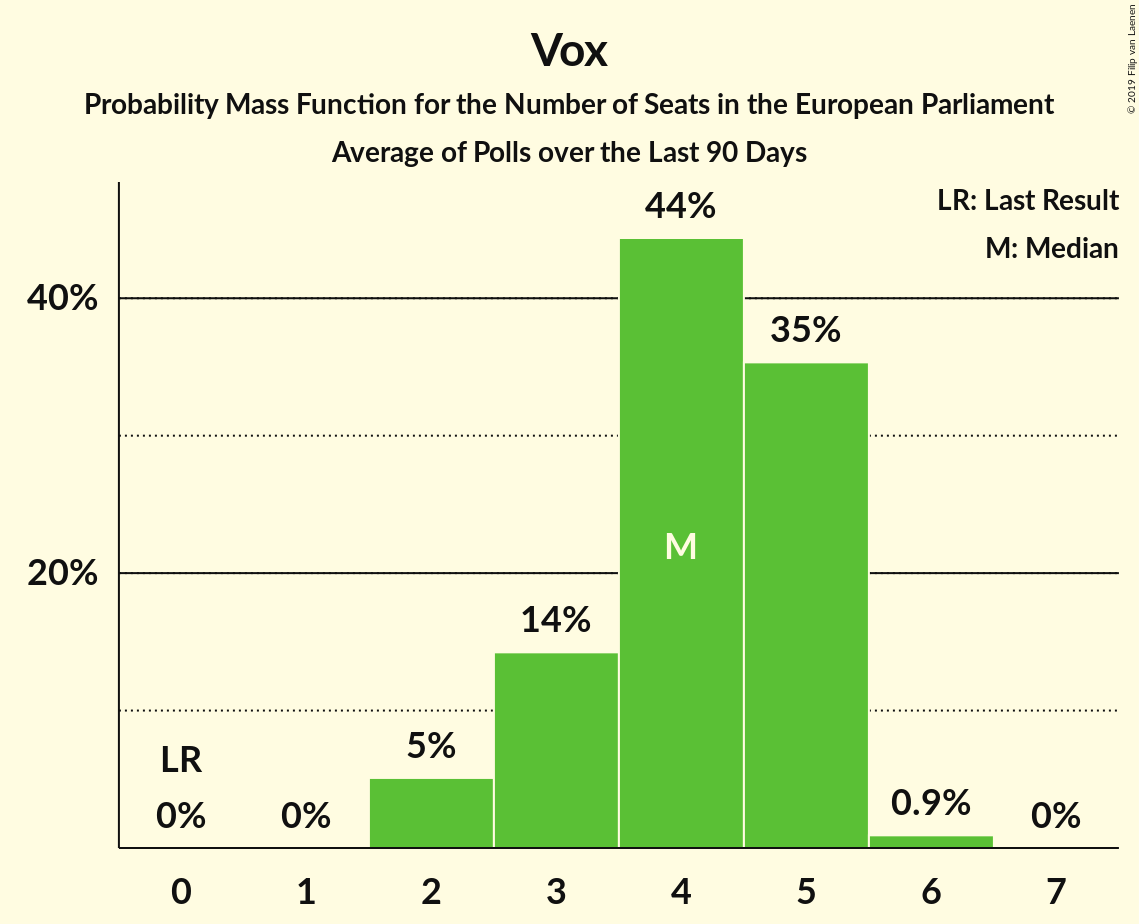 Vox
Probability Mass Function for the Number of Seats in the European Parliament
Average of Polls over the Last 90 Days
© 2019 Filip van Laenen
LR: Last Result
M: Median
44%
40%
35%
M
20%
14%
5%
LR
0%
0%
0.9%
0%
0 1 2 3 4 5 6 7